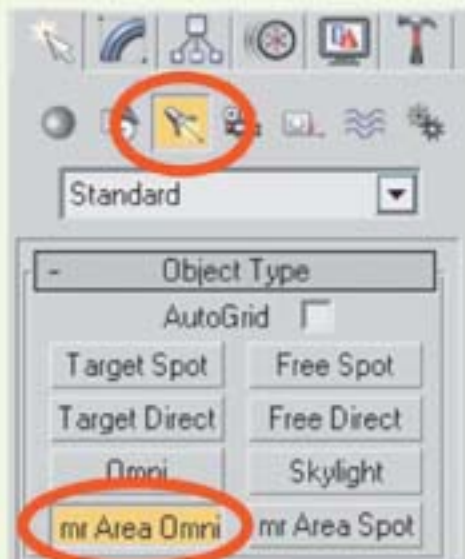 Standard
- Object Type
AutoGrid
Target Spot Free Spot
Target Direct Free Direct
Omni Skylight
mr Area Omni mr Area Spot